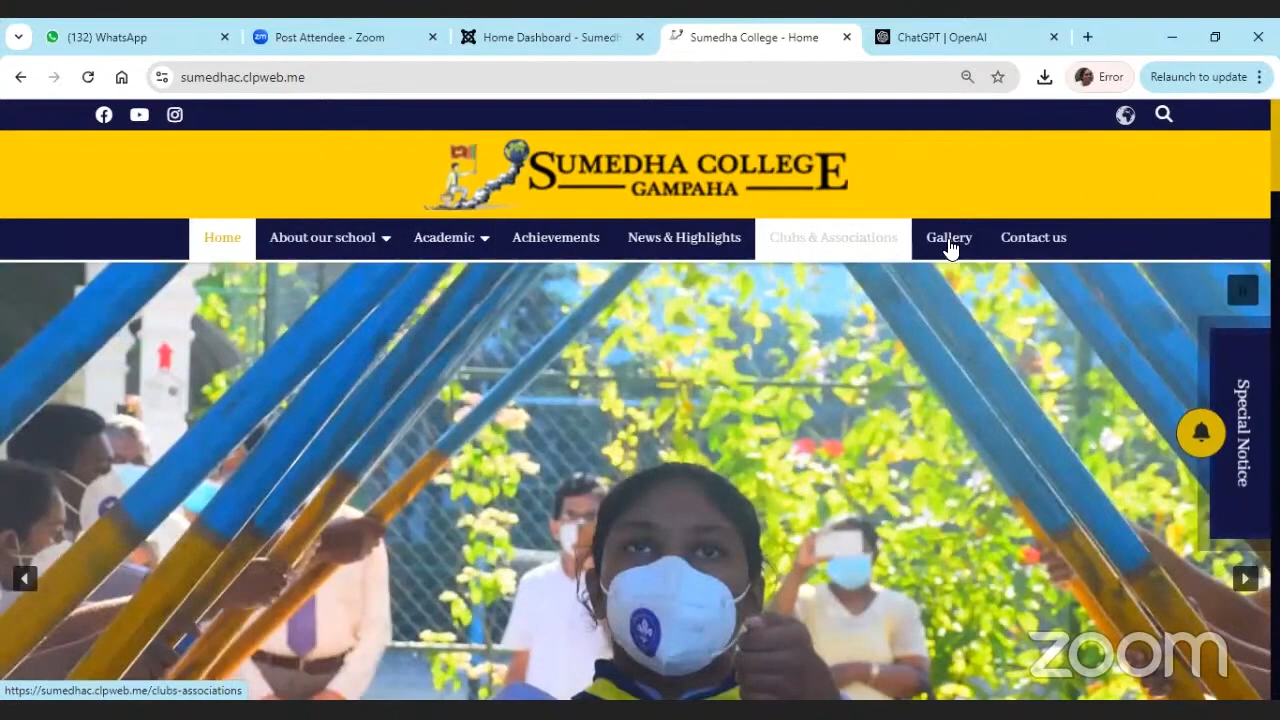 (132) WhatsApp
Post Attendee - Zoom
Home Dashboard - Sumedh
Sumedha College - Home
ChatGPT | OpenAI
sumedhac.clpweb.me
Error
Relaunch to update
SUMEDHA COLLEGE
GAMPAHA
Home
About our school
Academic
Achievements
News & Highlights
Clubs & Associations
Gallery
Contact us
Special Notice
zoom
https://sumedhac.clpweb.me/clubs-associations